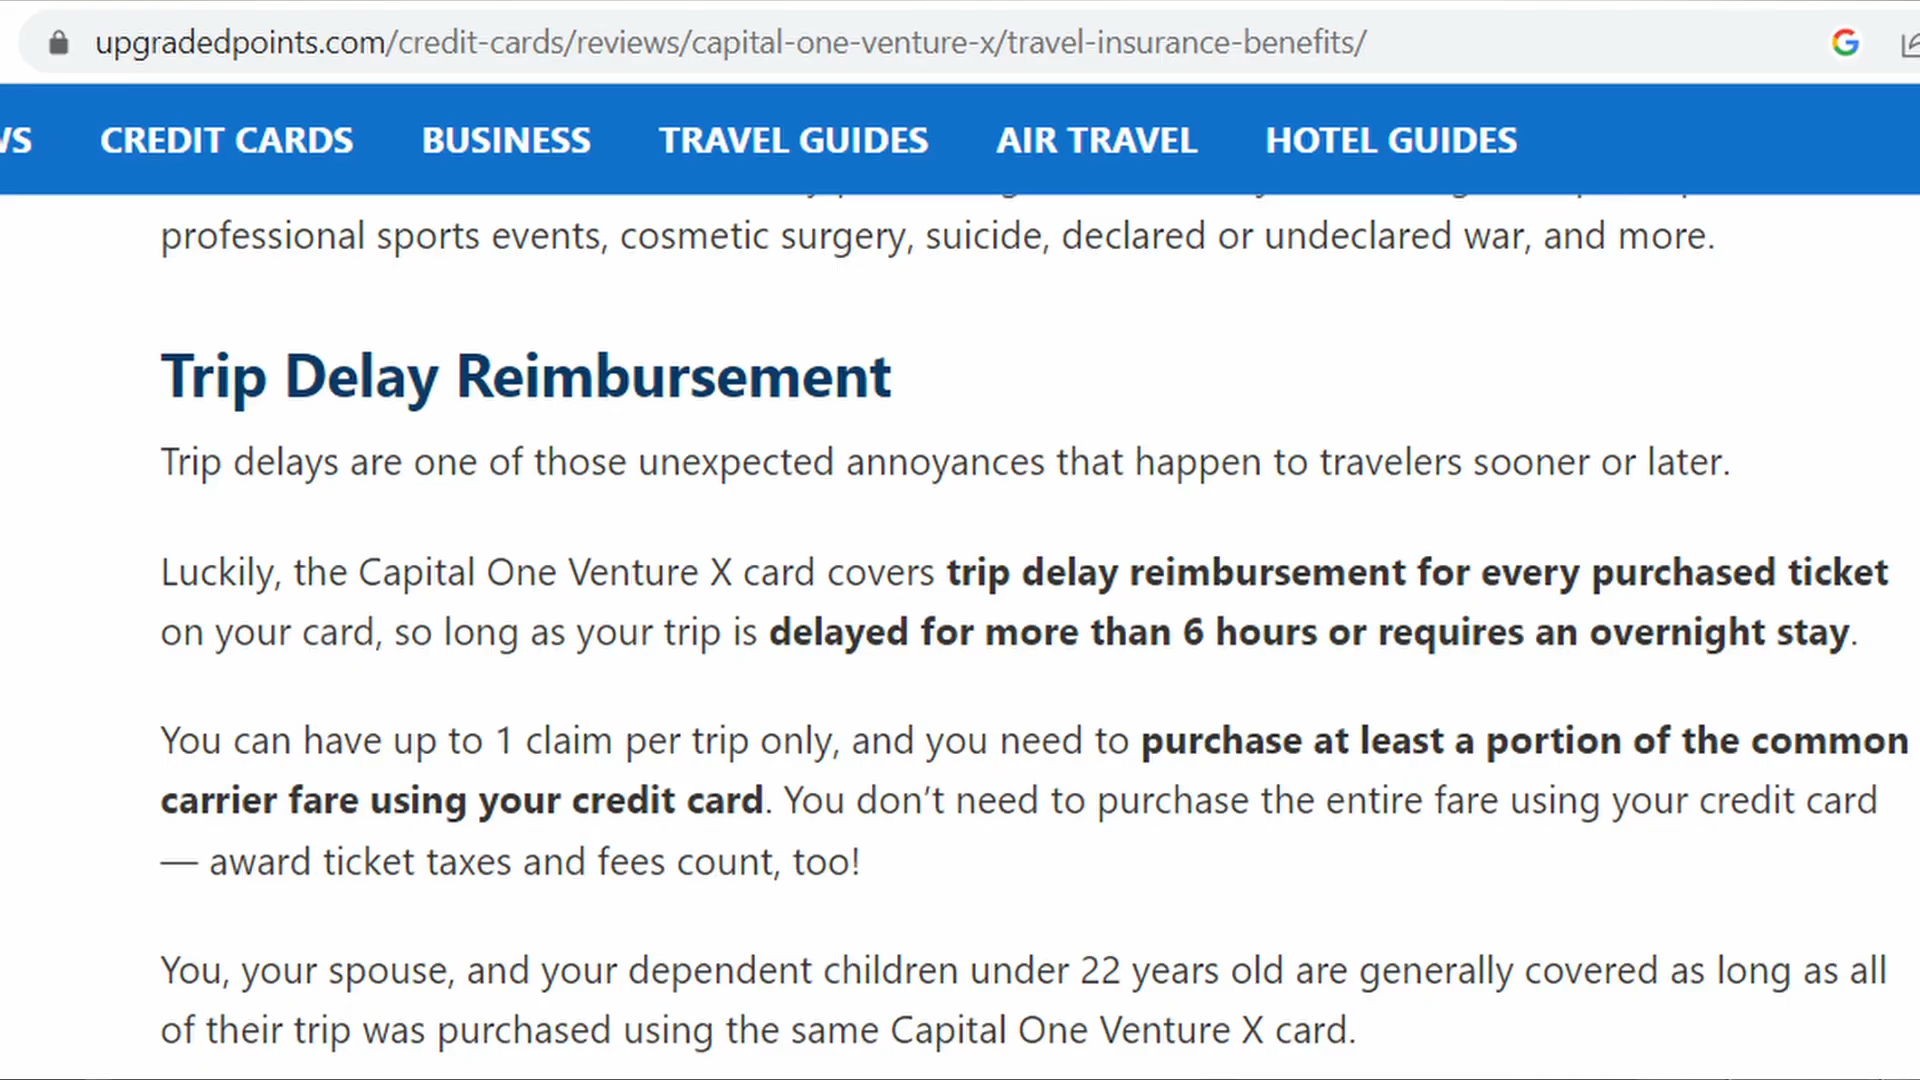 upgradedpoints.com/credit-cards/reviews/capital-one-venture-x/travel-insurance-benefits/
WS CREDIT CARDS BUSINESS TRAVEL GUIDES AIR TRAVEL HOTEL GUIDES
professional sports events, cosmetic surgery, suicide, declared or undeclared war, and more.
Trip Delay Reimbursement
Trip delays are one of those unexpected annoyances that happen to travelers sooner or later.
Luckily, the Capital One Venture X card covers trip delay reimbursement for every purchased ticket
on your card, so long as your trip is delayed for more than 6 hours or requires an overnight stay.
You can have up to 1 claim per trip only, and you need to purchase at least a portion of the common
carrier fare using your credit card. You don’t need to purchase the entire fare using your credit card
— award ticket taxes and fees count, too!
You, your spouse, and your dependent children under 22 years old are generally covered as long as all
of their trip was purchased using the same Capital One Venture X card.